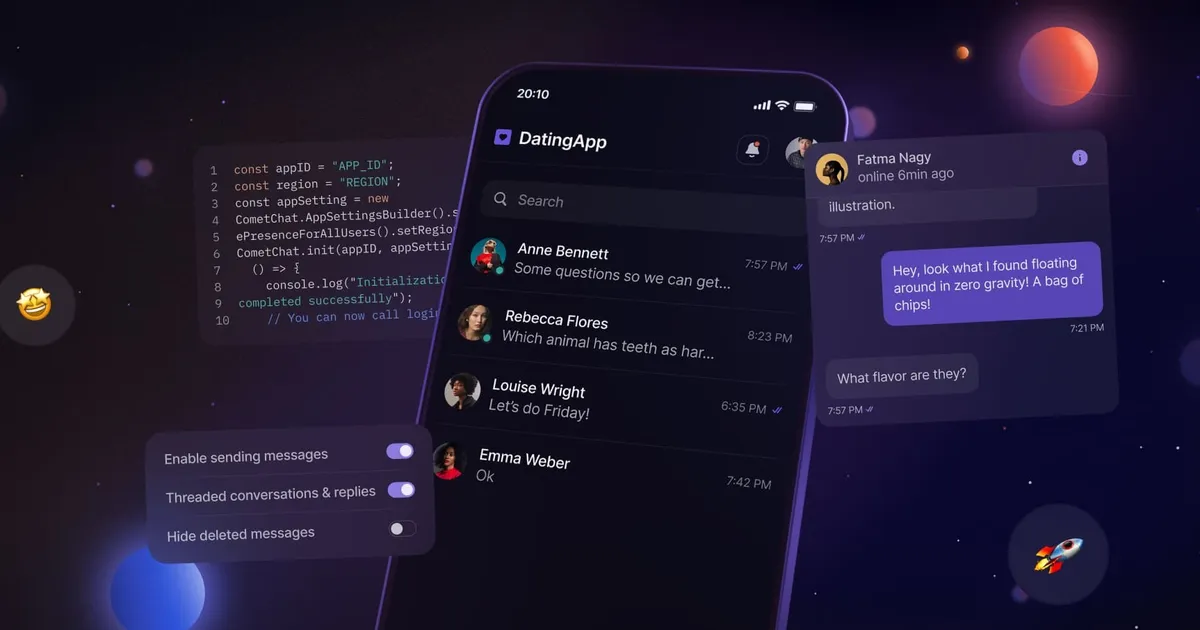 1 const appID = "APP_ID";
2 const region = "REGION";
3 const appSetting = new
4 CometChat.AppSettingsBuilder().s
5 ePresenceForAllUsers().setRegio
6 CometChat.init(appID, appSettin
7 () => {
8 console.log("Initializatio
9 completed successfully");
10 // You can now call login
Enable sending messages
Threaded conversations & replies
Hide deleted messages
20:10
DatingApp
Search
Anne Bennett
Some questions so we can get...
7:57 PM
Rebecca Flores
Which animal has teeth as har...
8:23 PM
Louise Wright
Let's do Friday!
6:35 PM
Emma Weber
Ok
7:42 PM
Fatma Nagy
online 6min ago
illustration.
7:57 PM
Hey, look what I found floating
around in zero gravity! A bag of
chips!
7:21 PM
What flavor are they?
7:57 PM